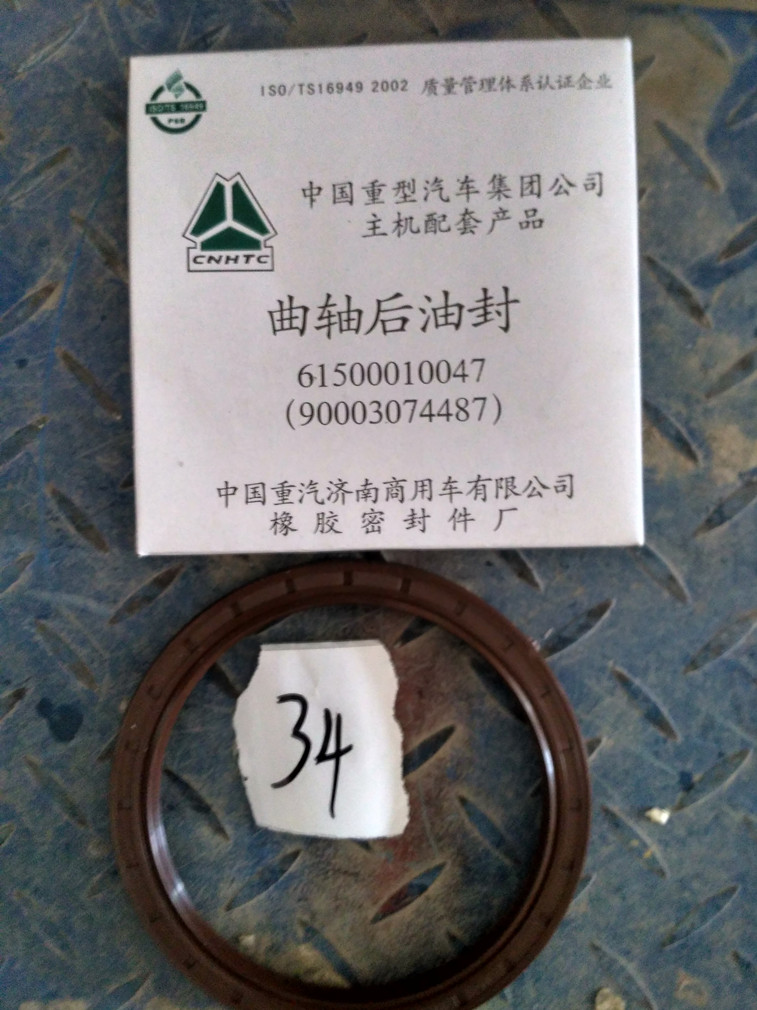 ISO/TS16949 2002 质量管理体系认证企业
ISO/TS 16949
中国重型汽车集团公司
主机配套产品
CNHTC
曲轴后油封
61500010047
(90003074487)
中国重汽济南商用车有限公司
橡胶密封件厂
34